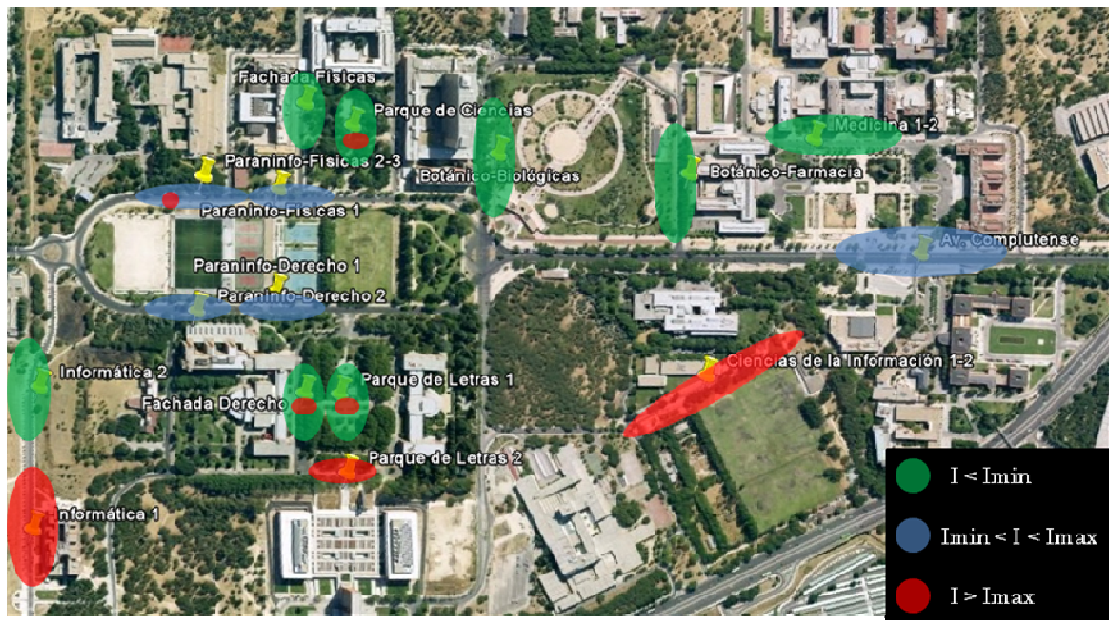 Fachada Físicas
Parque de Ciencias
Medicina 1-2
Paraninfo-Físicas 2-3
Botánico-Biológicas
Botánico-Farmacia
Paraninfo-Físicas 1
Av. Complutense
Paraninfo-Derecho 1
Paraninfo-Derecho 2
Ciencias de la Información 1-2
Informática 2
Parque de Letras 1
Fachada Derecho
Parque de Letras 2
Informática 1
I < Imin
Imin < I < Imax
I > Imax